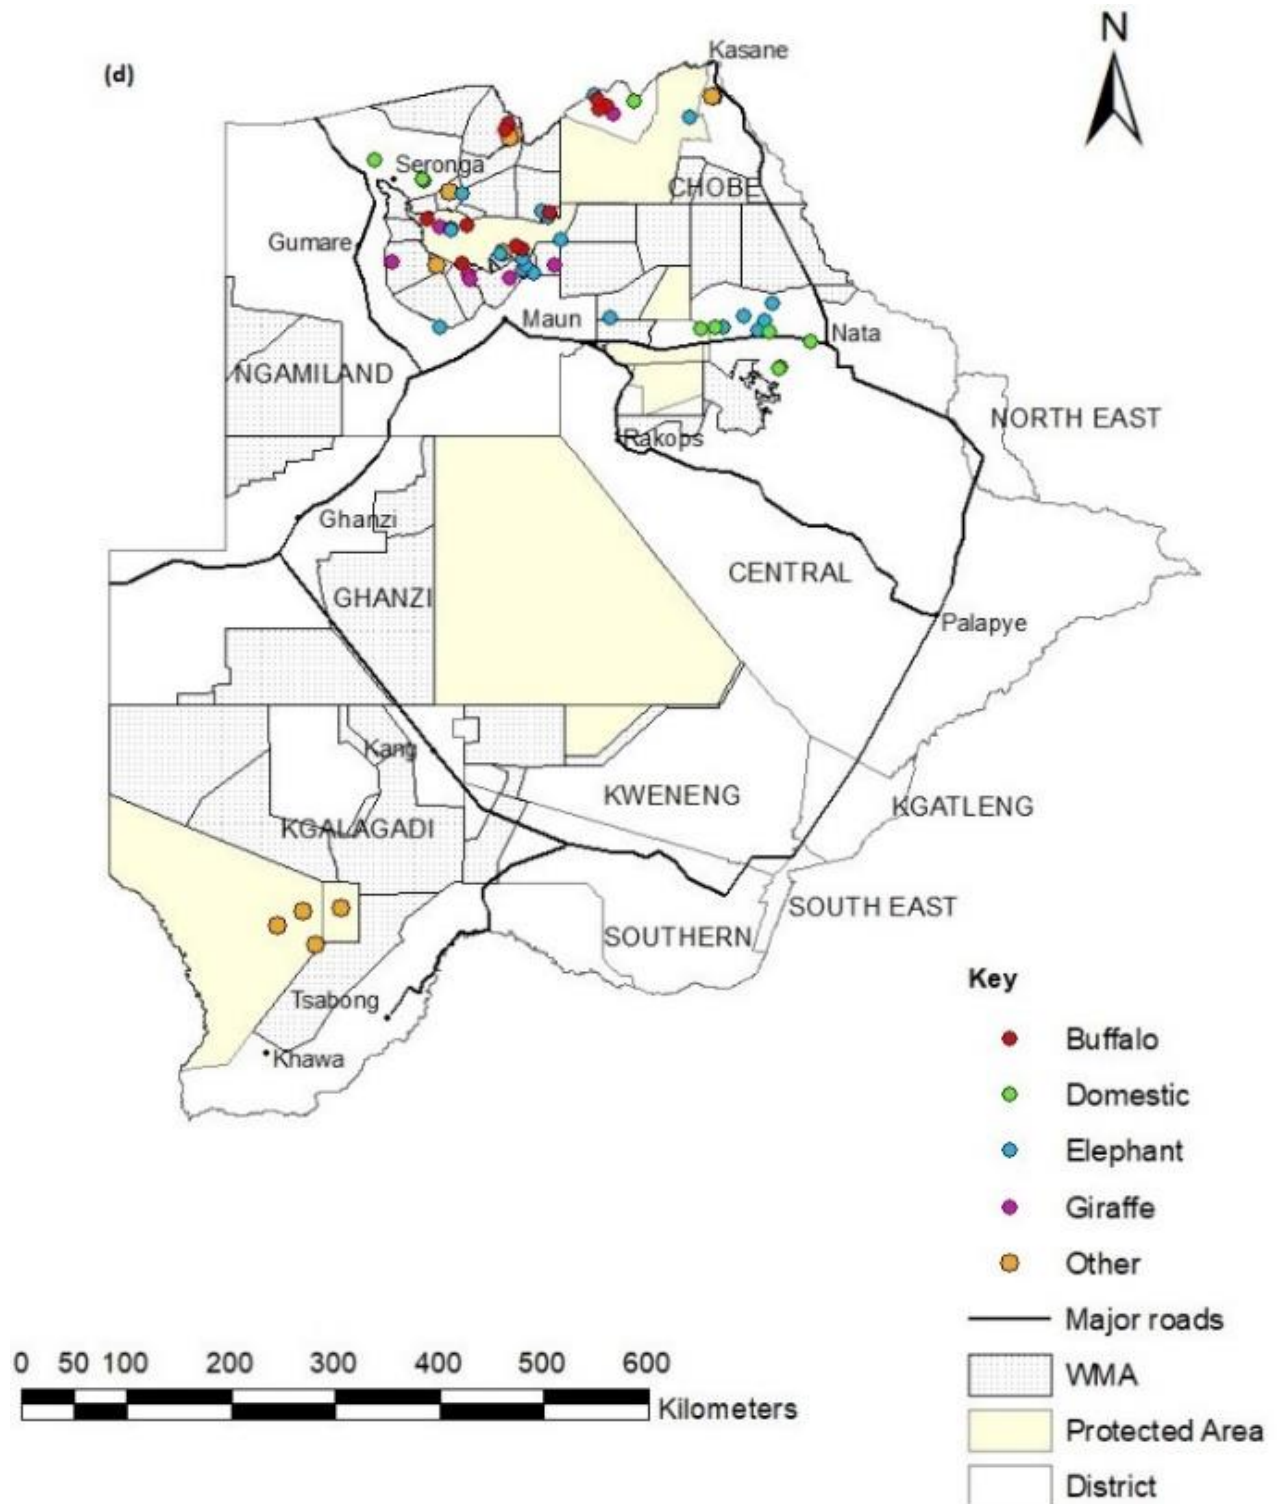 N
Kasane
(d)
Seronga
CHOBE
Gumare
Maun
Nata
NGAMILAND
NORTH EAST
Rakops
Ghanzi
CENTRAL
GHANZI
Palapye
Kang
KWENENG
KGATLENG
KGALAGADI
SOUTH EAST
SOUTHERN
Tsabong
Khawa
Key
Buffalo
Domestic
Elephant
Giraffe
Other
Major roads
WMA
Protected Area
District
0 50 100 200 300 400 500 600
Kilometers